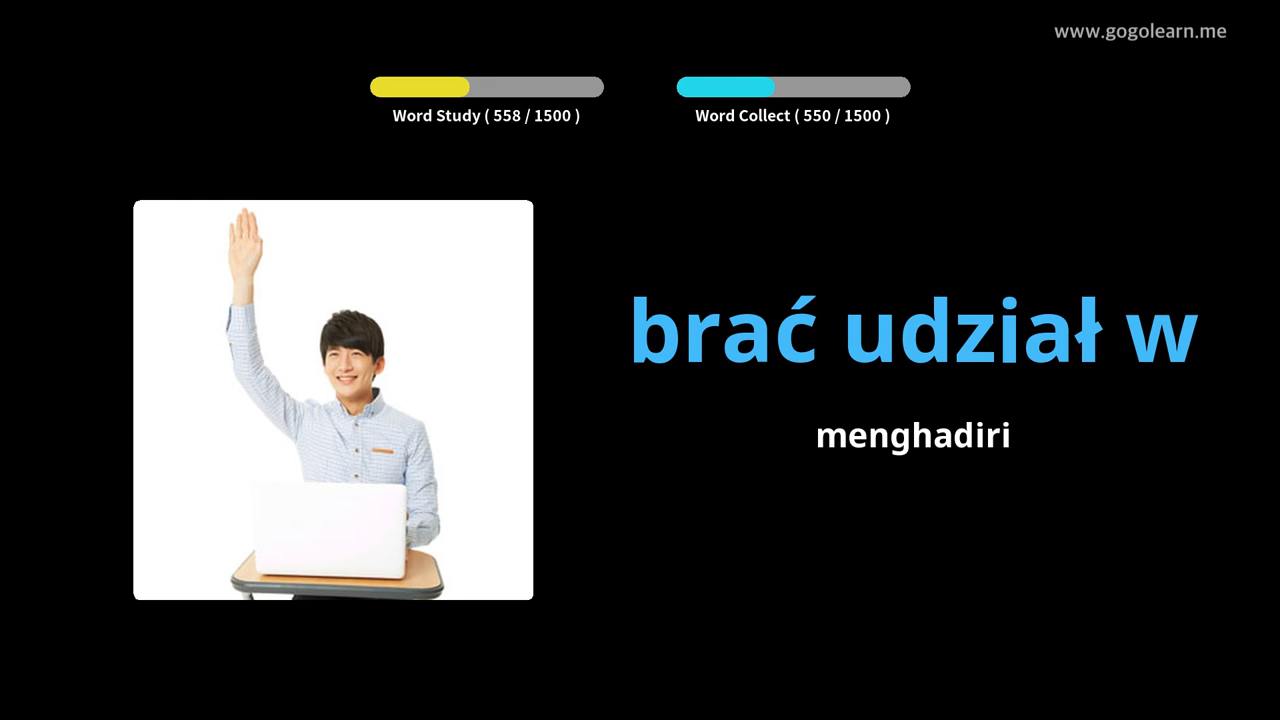 www.gogolearn.me
Word Study ( 558 / 1500 )
Word Collect ( 550 / 1500 )
brać udział w
menghadiri